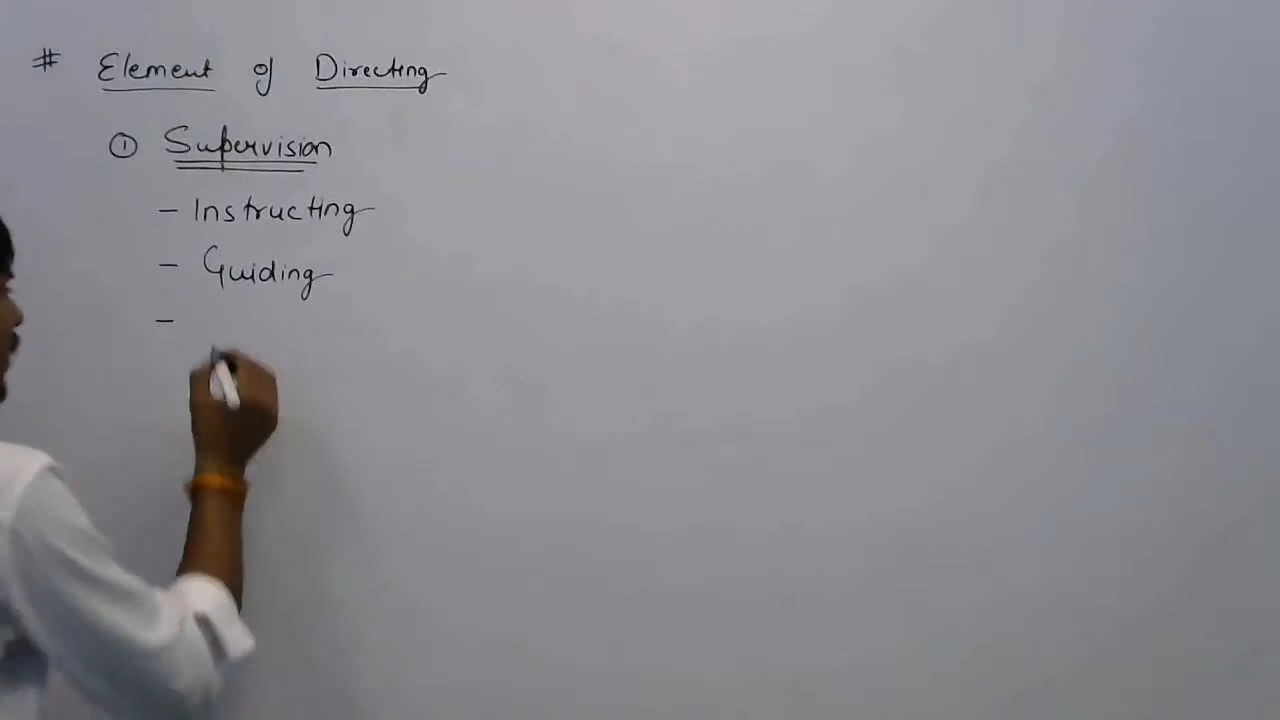 # Element of Directing
① Supervision
- Instructing
- Guiding
-